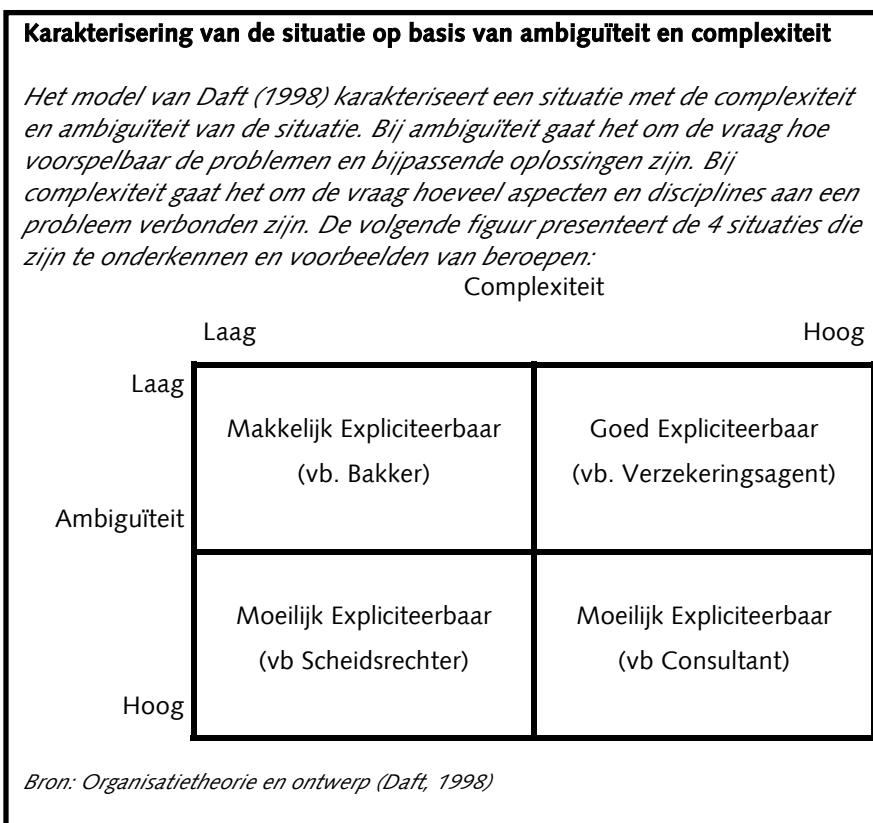 Karakterisering van de situatie op basis van ambiguïteit en complexiteit
Het model van Daft (1998) karakteriseert een situatie met de complexiteit
en ambiguïteit van de situatie. Bij ambiguïteit gaat het om de vraag hoe
voorspelbaar de problemen en bijpassende oplossingen zijn. Bij
complexiteit gaat het om de vraag hoeveel aspecten en disciplines aan een
probleem verbonden zijn. De volgende figuur presenteert de 4 situaties die
zijn te onderkennen en voorbeelden van beroepen:
Complexiteit
Laag Hoog
Laag
Makkelijk Expliciteerbaar Goed Expliciteerbaar
(vb. Bakker) (vb. Verzekeringsagent)
Ambiguïteit
Moeilijk Expliciteerbaar Moeilijk Expliciteerbaar
(vb Scheidsrechter) (vb Consultant)
Hoog
Bron: Organisatietheorie en ontwerp (Daft, 1998)